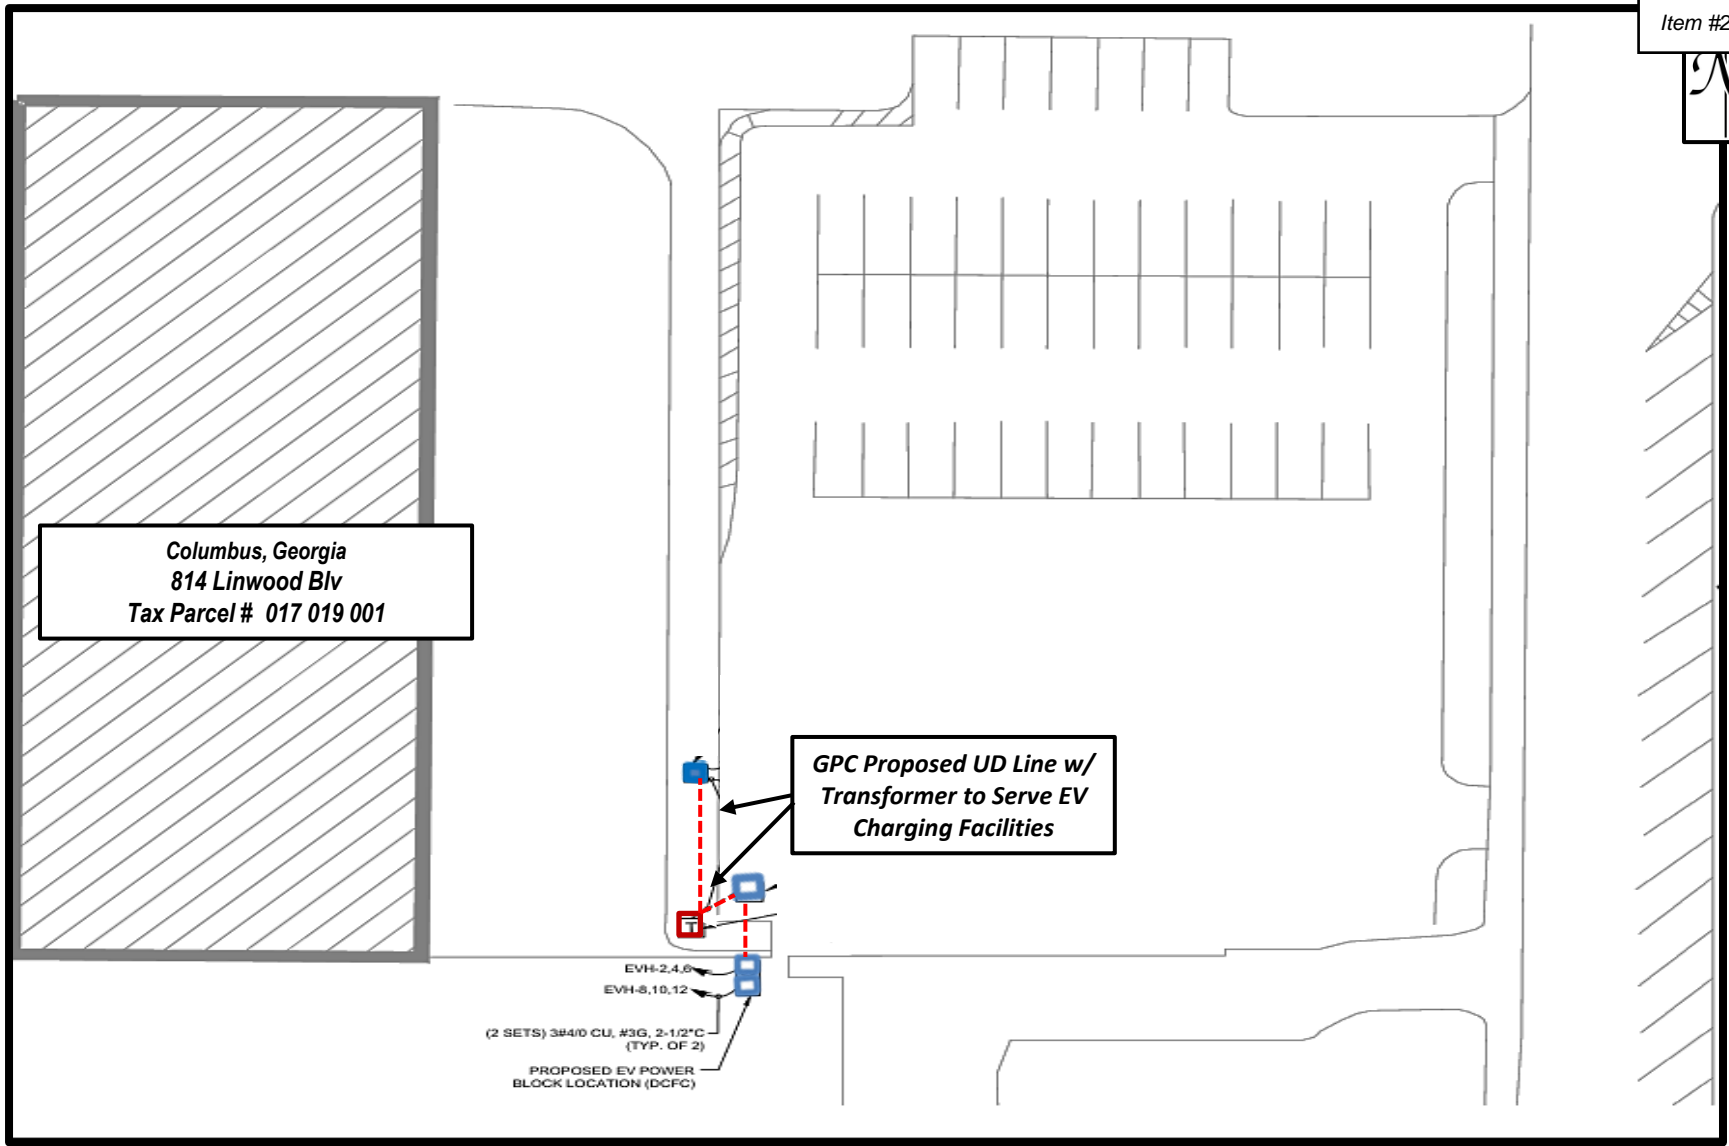 Item #2
N
Columbus, Georgia
814 Linwood Blv
Tax Parcel # 017 019 001
GPC Proposed UD Line w/
Transformer to Serve EV
Charging Facilities
T
EVH-2,4,6
EVH-8,10,12
(2 SETS) 3#4/0 CU, #3G, 2-1/2"C
(TYP. OF 2)
PROPOSED EV POWER
BLOCK LOCATION (DCFC)